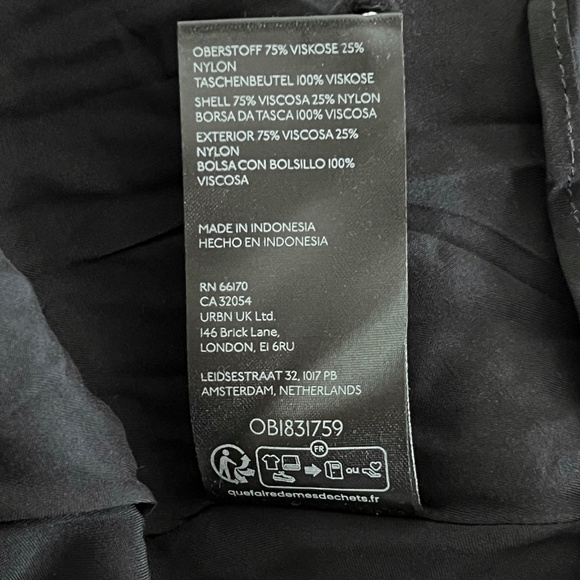 OBERSTOFF 75% VISKOSE 25%
NYLON
TASCHENBEUTEL 100% VISKOSE
SHELL 75% VISCOSA 25% NYLON
BORSA DA TASCA 100% VISCOSA
EXTERIOR 75% VISCOSA 25%
NYLON
BOLSA CON BOLSILLO 100%
VISCOSA
MADE IN INDONESIA
HECHO EN INDONESIA
RN 66170
CA 32054
URBN UK Ltd.
146 Brick Lane,
LONDON, E1 6RU
LEIDSESTRAAT 32, 1017 PB
AMSTERDAM, NETHERLANDS
OB1831759
FR
ou
quefairedemesdechets.fr